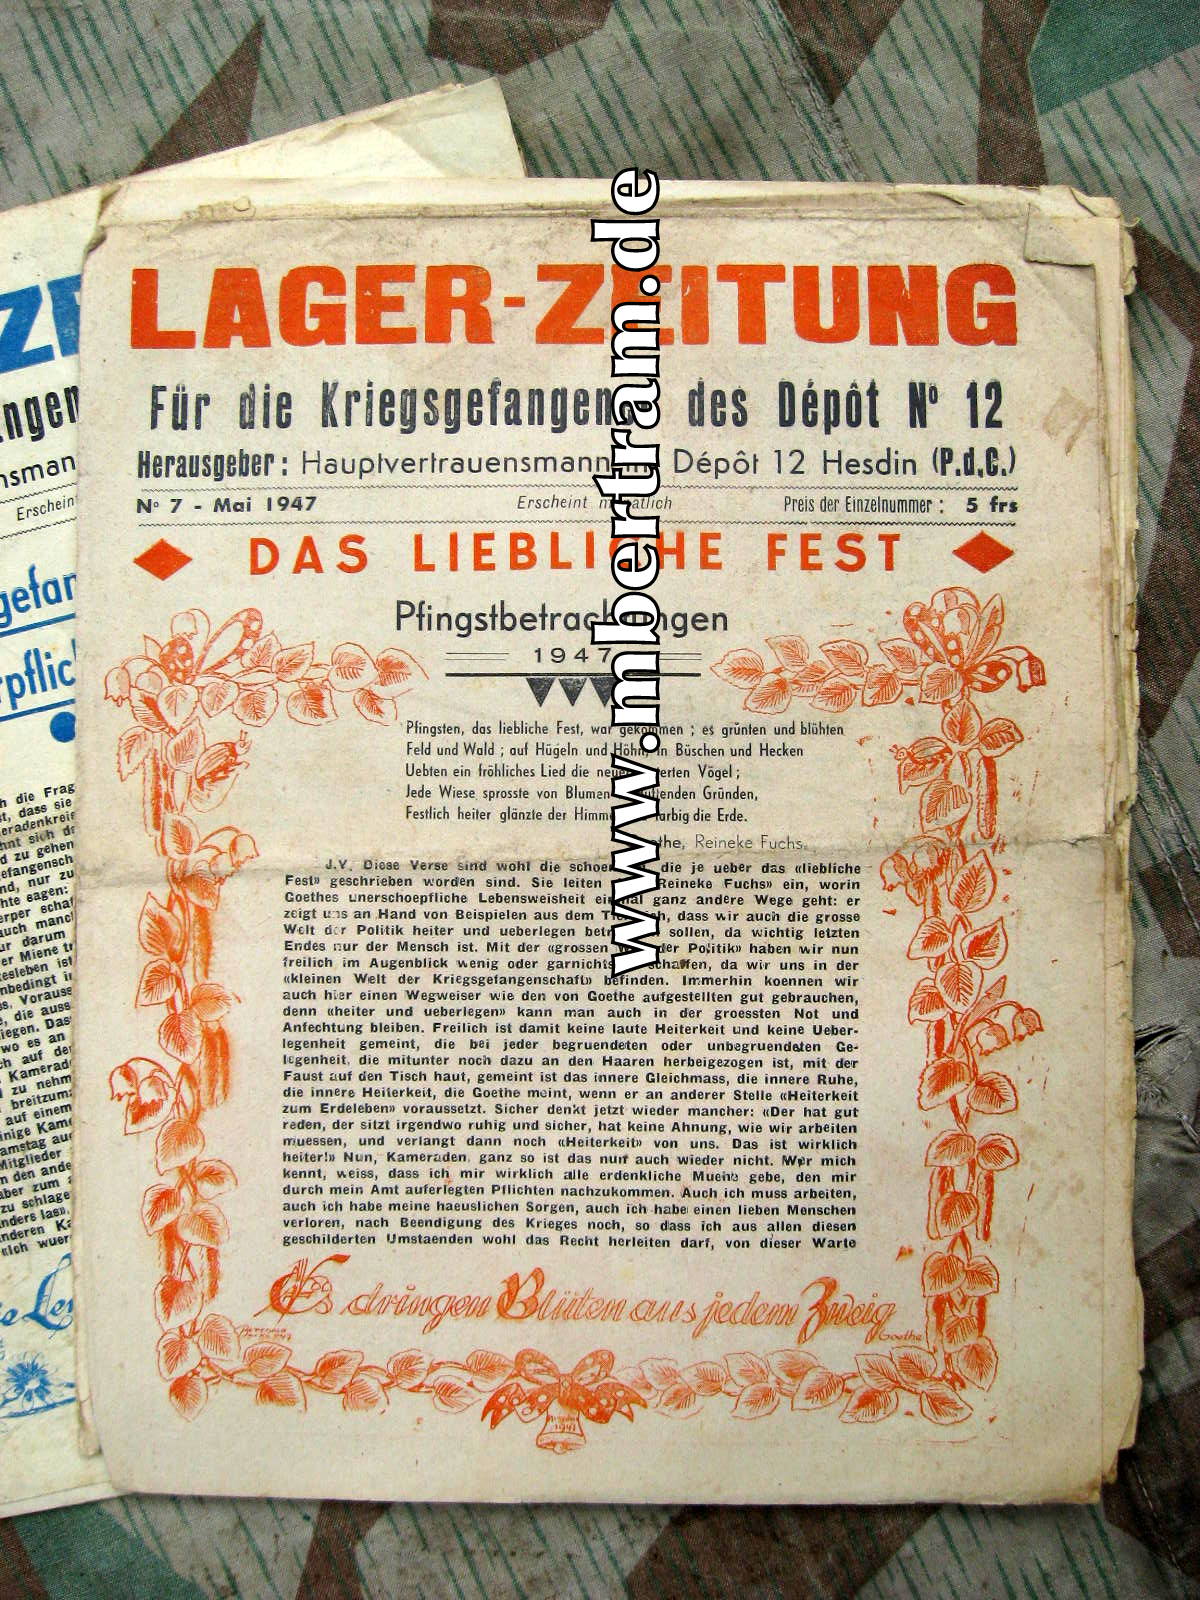 LAGER-ZEITUNG
Für die Kriegsgefangen des Dépôt Nº 12
Herausgeber: Hauptvertrauensmann Dépôt 12 Hesdin (P.d.C.)
Nº 7 - Mai 1947 Erscheint monatlich Preis der Einzelnummer: 5 frs
DAS LIEBLICHE FEST
Pfingstbetrachtungen
1947
Pfingsten, das liebliche Fest, war gekommen ; es grünten und blühten
Feld und Wald ; auf Hügeln und Höhn, in Büschen und Hecken
Uebten ein fröhliches Lied die neuermunterten Vögel ;
Jede Wiese sprosste von Blumen duftenden Gründen,
Festlich heiter glänzte der Himmel farbig die Erde.
Goethe, Reineke Fuchs.
J.V. Diese Verse sind wohl die schoensten, die je ueber das «liebliche
Fest» geschrieben worden sind. Sie leiten «Reineke Fuchs» ein, worin
Goethes unerschoepfliche Lebensweisheit einmal ganz andere Wege geht: er
zeigt uns an Hand von Beispielen aus dem Tierreich, dass wir auch die grosse
Welt der Politik heiter und ueberlegen betrachten sollen, da wichtig letzten
Endes nur der Mensch ist. Mit der «grossen Welt der Politik» haben wir nun
freilich im Augenblick wenig oder garnichts zu schaffen, da wir uns in der
«kleinen Welt der Kriegsgefangenschaft» befinden. Immerhin koennen wir
auch hier einen Wegweiser wie den von Goethe aufgestellten gut gebrauchen,
denn «heiter und ueberlegen» kann man auch in der groessten Not und
Anfechtung bleiben. Freilich ist damit keine laute Heiterkeit und keine Ueber-
legenheit gemeint, die bei jeder begruendeten oder unbegruendeten Ge-
legenheit, die mitunter noch dazu an den Haaren herbeigezogen ist, mit der
Faust auf den Tisch haut, gemeint ist das innere Gleichmass, die innere Ruhe,
die innere Heiterkeit, die Goethe meint, wenn er an anderer Stelle «Heiterkeit
zum Erdeleben» voraussetzt. Sicher denkt jetzt wieder mancher: «Der hat gut
reden, der sitzt irgendwo ruhig und sicher, hat keine Ahnung, wie wir arbeiten
muessen, und verlangt dann noch «Heiterkeit» von uns. Das ist wirklich
heiter!» Nun, Kameraden, ganz so ist das nun auch wieder nicht. Wer mich
kennt, weiss, dass ich mir wirklich alle erdenkliche Muehe gebe, den mir
durch mein Amt auferlegten Pflichten nachzukommen. Auch ich muss arbeiten,
auch ich habe meine haeuslichen Sorgen, auch ich habe einen lieben Menschen
verloren, nach Beendigung des Krieges noch, so dass ich aus allen diesen
geschilderten Umstaenden wohl das Recht herleiten darf, von dieser Warte
Es dringen Blüten aus jedem Zweig
Goethe
1947
www.mbertram.de